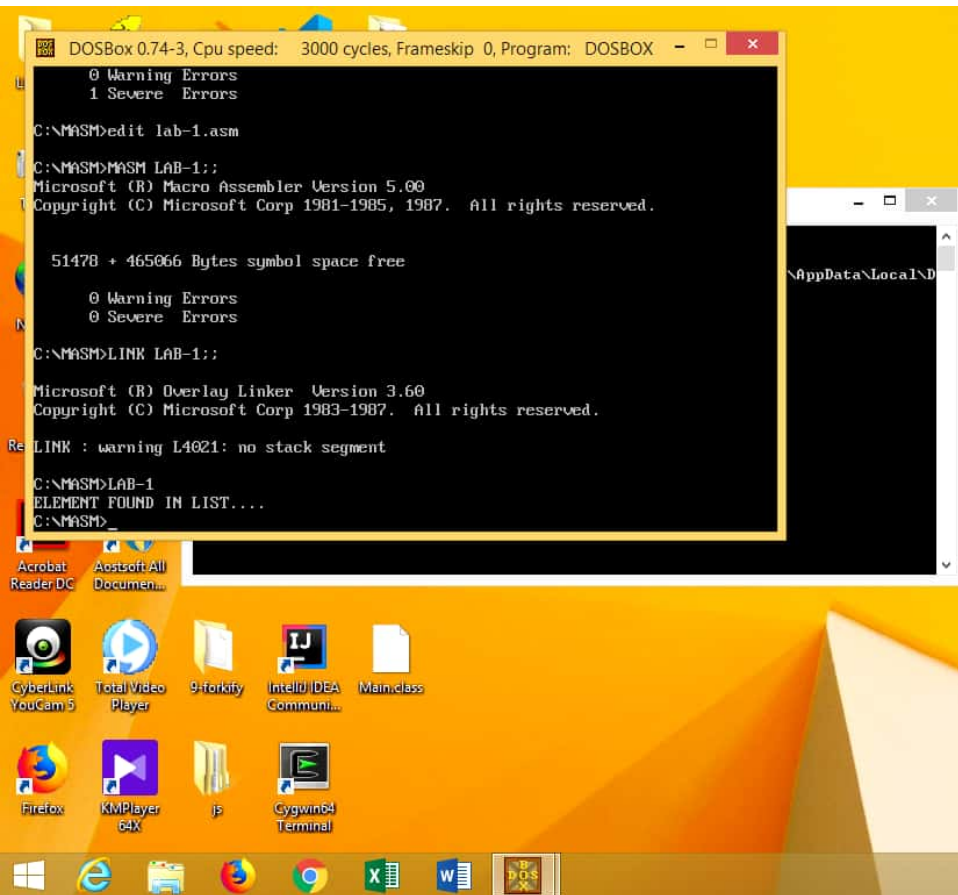 DOSBox 0.74-3, Cpu speed: 3000 cycles, Frameskip 0, Program: DOSBOX
0 Warning Errors
1 Severe Errors
C:\MASM>edit lab-1.asm
C:\MASM>MASM LAB-1;;
Microsoft (R) Macro Assembler Version 5.00
Copyright (C) Microsoft Corp 1981-1985, 1987. All rights reserved.
51478 + 465066 Bytes symbol space free
0 Warning Errors
0 Severe Errors
C:\MASM>LINK LAB-1;;
Microsoft (R) Overlay Linker Version 3.60
Copyright (C) Microsoft Corp 1983-1987. All rights reserved.
LINK : warning L4021: no stack segment
C:\MASM>LAB-1
ELEMENT FOUND IN LIST....
C:\MASM>_
\AppData\Local\D
Acrobat Reader DC
Aostsoft All Documen...
CyberLink YouCam 5
Total Video Player
9-forkify
IntelliJ IDEA Communi...
Main.class
Firefox
KMPlayer 64X
js
Cygwin64 Terminal